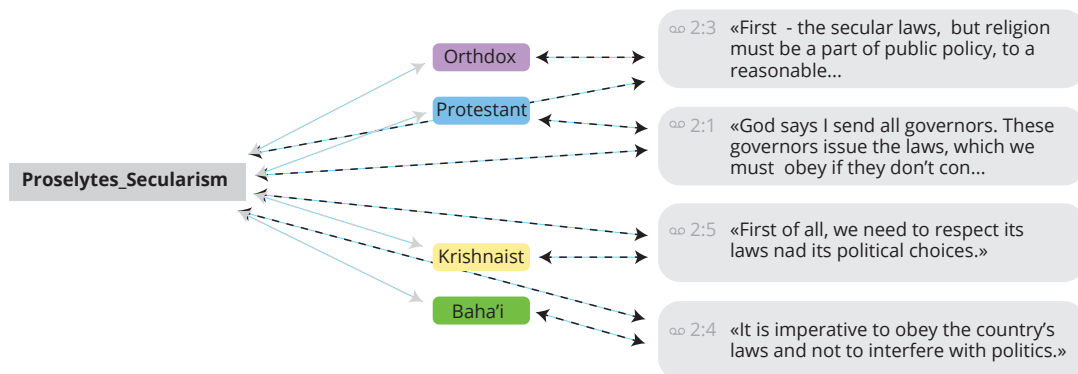 Proselytes_Secularism
Orthdox
Protestant
Krishnaist
Baha’i
2:3 «First - the secular laws, but religion
must be a part of public policy, to a
reasonable...
2:1 «God says I send all governors. These
governors issue the laws, which we
must obey if they don’t con...
2:5 «First of all, we need to respect its
laws nad its political choices.»
2:4 «It is imperative to obey the country’s
laws and not to interfere with politics.»